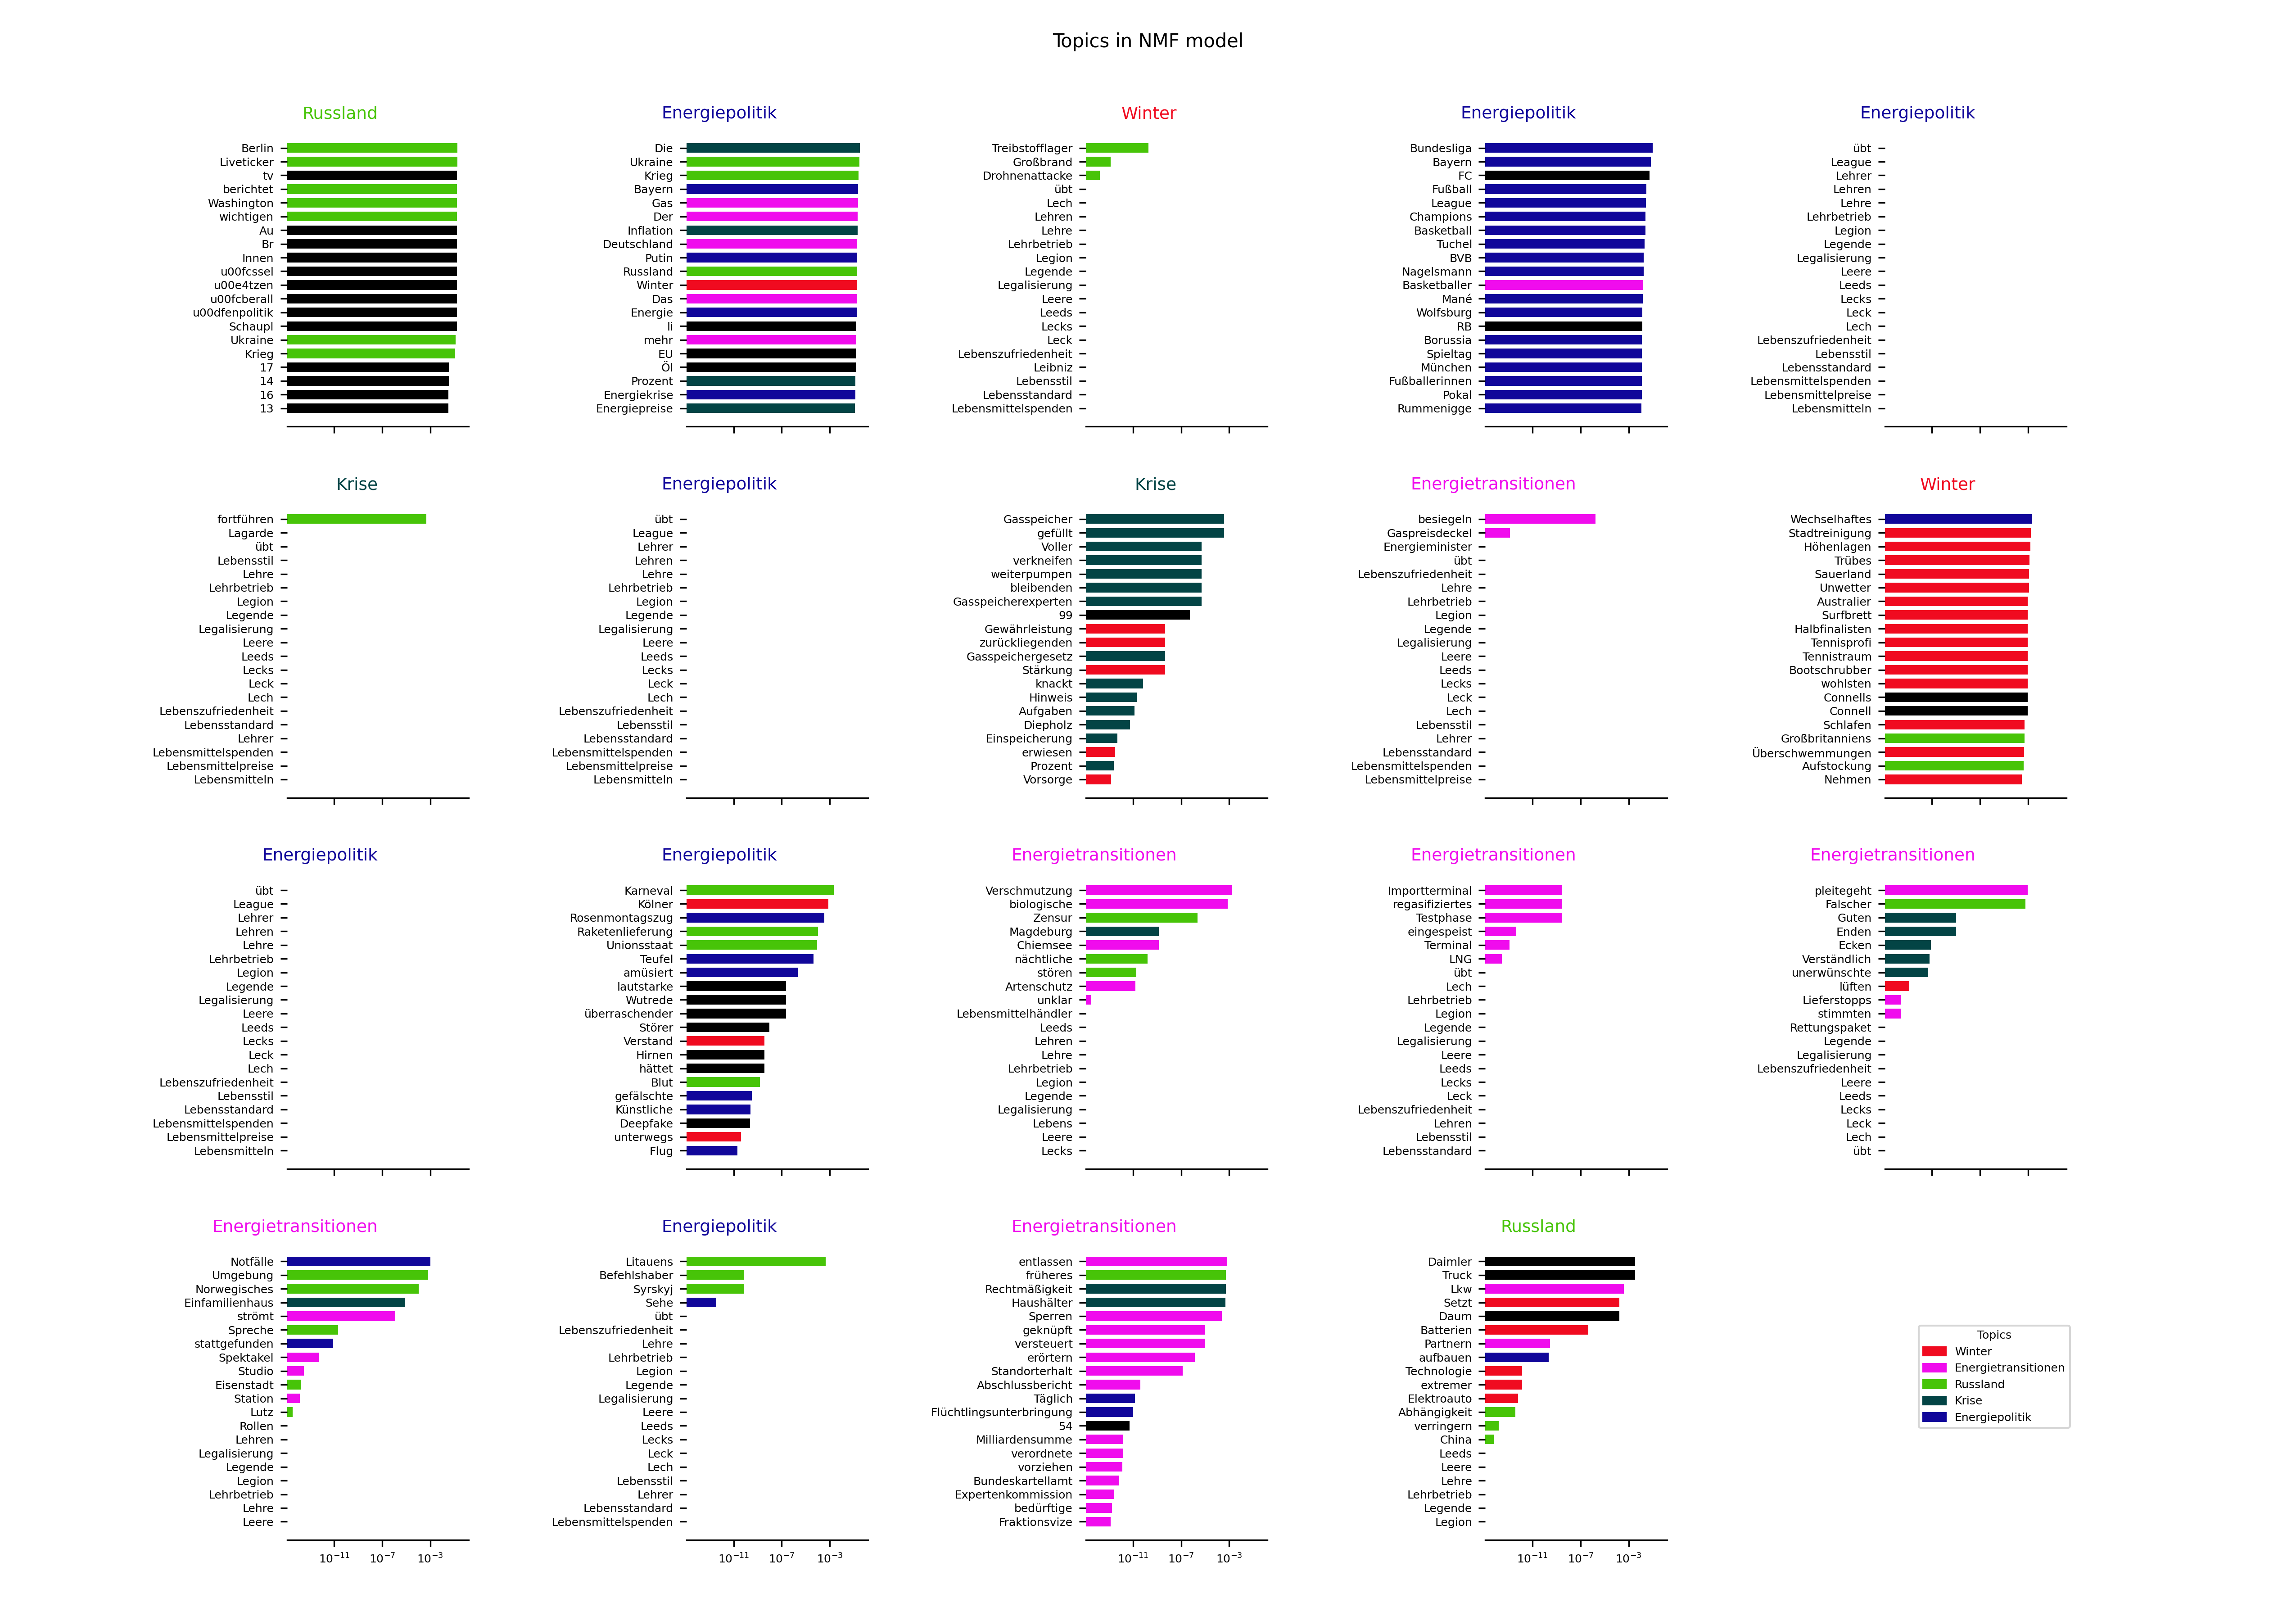 Topics in NMF model
Russland
Berlin
Liveticker
tv
berichtet
Washington
wichtigen
Au
Br
Innen
u00fcssel
u00e4tzen
u00fcberall
u00dfenpolitik
Schaupl
Ukraine
Krieg
17
14
16
13
Energiepolitik
Die
Ukraine
Krieg
Bayern
Gas
Der
Inflation
Deutschland
Putin
Russland
Winter
Das
Energie
li
mehr
EU
Öl
Prozent
Energiekrise
Energiepreise
Winter
Treibstofflager
Großbrand
Drohnenattacke
übt
Lech
Lehren
Lehre
Lehrbetrieb
Legion
Legende
Legalisierung
Leere
Leeds
Lecks
Leck
Lebenszufriedenheit
Leibniz
Lebensstil
Lebensstandard
Lebensmittelspenden
Energiepolitik
Bundesliga
Bayern
FC
Fußball
League
Champions
Basketball
Tuchel
BVB
Nagelsmann
Basketballer
Mané
Wolfsburg
RB
Borussia
Spieltag
München
Fußballerinnen
Pokal
Rummenigge
Energiepolitik
übt
League
Lehrer
Lehren
Lehre
Lehrbetrieb
Legion
Legende
Legalisierung
Leere
Leeds
Lecks
Leck
Lech
Lebenszufriedenheit
Lebensstil
Lebensstandard
Lebensmittelspenden
Lebensmittelpreise
Lebensmitteln
Krise
fortführen
Lagarde
übt
Lebensstil
Lehre
Lehrbetrieb
Legion
Legende
Legalisierung
Leere
Leeds
Lecks
Leck
Lech
Lebenszufriedenheit
Lebensstandard
Lehrer
Lebensmittelspenden
Lebensmittelpreise
Lebensmitteln
Energiepolitik
übt
League
Lehrer
Lehren
Lehre
Lehrbetrieb
Legion
Legende
Legalisierung
Leere
Leeds
Lecks
Leck
Lech
Lebenszufriedenheit
Lebensstil
Lebensstandard
Lebensmittelspenden
Lebensmittelpreise
Lebensmitteln
Krise
Gasspeicher
gefüllt
Voller
verkneifen
weiterpumpen
bleibenden
Gasspeicherexperten
99
Gewährleistung
zurückliegenden
Gasspeichergesetz
Stärkung
knackt
Hinweis
Aufgaben
Diepholz
Einspeicherung
erwiesen
Prozent
Vorsorge
Energietransitionen
besiegeln
Gaspreisdeckel
Energieminister
übt
Lebenszufriedenheit
Lehre
Lehrbetrieb
Legion
Legende
Legalisierung
Leere
Leeds
Lecks
Leck
Lech
Lebensstil
Lehrer
Lebensstandard
Lebensmittelspenden
Lebensmittelpreise
Winter
Wechselhaftes
Stadtreinigung
Höhenlagen
Trübes
Sauerland
Unwetter
Australier
Surfbrett
Halbfinalisten
Tennisprofi
Tennistraum
Bootschrubber
wohlsten
Connells
Connell
Schlafen
Großbritanniens
Überschwemmungen
Aufstockung
Nehmen
Energiepolitik
übt
League
Lehrer
Lehren
Lehre
Lehrbetrieb
Legion
Legende
Legalisierung
Leere
Leeds
Lecks
Leck
Lech
Lebenszufriedenheit
Lebensstil
Lebensstandard
Lebensmittelspenden
Lebensmittelpreise
Lebensmitteln
Energiepolitik
Karneval
Kölner
Rosenmontagszug
Raketenlieferung
Unionsstaat
Teufel
amüsiert
lautstarke
Wutrede
überraschender
Störer
Verstand
Hirnen
hättet
Blut
gefälschte
Künstliche
Deepfake
unterwegs
Flug
Energietransitionen
Verschmutzung
biologische
Zensur
Magdeburg
Chiemsee
nächtliche
stören
Artenschutz
unklar
Lebensmittelhändler
Leeds
Lehren
Lehre
Lehrbetrieb
Legion
Legende
Legalisierung
Lebens
Leere
Lecks
Energietransitionen
Importterminal
regasifiziertes
Testphase
eingespeist
Terminal
LNG
übt
Lech
Lehrbetrieb
Legion
Legende
Legalisierung
Leere
Leeds
Lecks
Leck
Lebenszufriedenheit
Lehren
Lebensstil
Lebensstandard
Energietransitionen
pleitegeht
Falscher
Guten
Enden
Ecken
Verständlich
unerwünschte
lüften
Lieferstopps
stimmten
Rettungspaket
Legende
Legalisierung
Lebenszufriedenheit
Leere
Leeds
Lecks
Leck
Lech
übt
Energietransitionen
Notfälle
Umgebung
Norwegisches
Einfamilienhaus
strömt
Spreche
stattgefunden
Spektakel
Studio
Eisenstadt
Station
Lutz
Rollen
Lehren
Legalisierung
Legende
Legion
Lehrbetrieb
Lehre
Leere
10⁻¹¹ 10⁻⁷ 10⁻³
Energiepolitik
Litauens
Befehlshaber
Syrskyj
Sehe
übt
Lebenszufriedenheit
Lehre
Lehrbetrieb
Legion
Legende
Legalisierung
Leere
Leeds
Lecks
Leck
Lech
Lebensstil
Lehrer
Lebensstandard
Lebensmittelspenden
10⁻¹¹ 10⁻⁷ 10⁻³
Energietransitionen
entlassen
früheres
Rechtmäßigkeit
Haushälter
Sperren
geknüpft
versteuert
erörtern
Standorterhalt
Abschlussbericht
Täglich
Flüchtlingsunterbringung
54
Milliardensumme
verordnete
vorziehen
Bundeskartellamt
Expertenkommission
bedürftige
Fraktionsvize
10⁻¹¹ 10⁻⁷ 10⁻³
Russland
Daimler
Truck
Lkw
Setzt
Daum
Batterien
Partnern
aufbauen
Technologie
extremer
Elektroauto
Abhängigkeit
verringern
China
Leeds
Leere
Lehre
Lehrbetrieb
Legende
Legion
10⁻¹¹ 10⁻⁷ 10⁻³
Topics
Winter
Energietransitionen
Russland
Krise
Energiepolitik